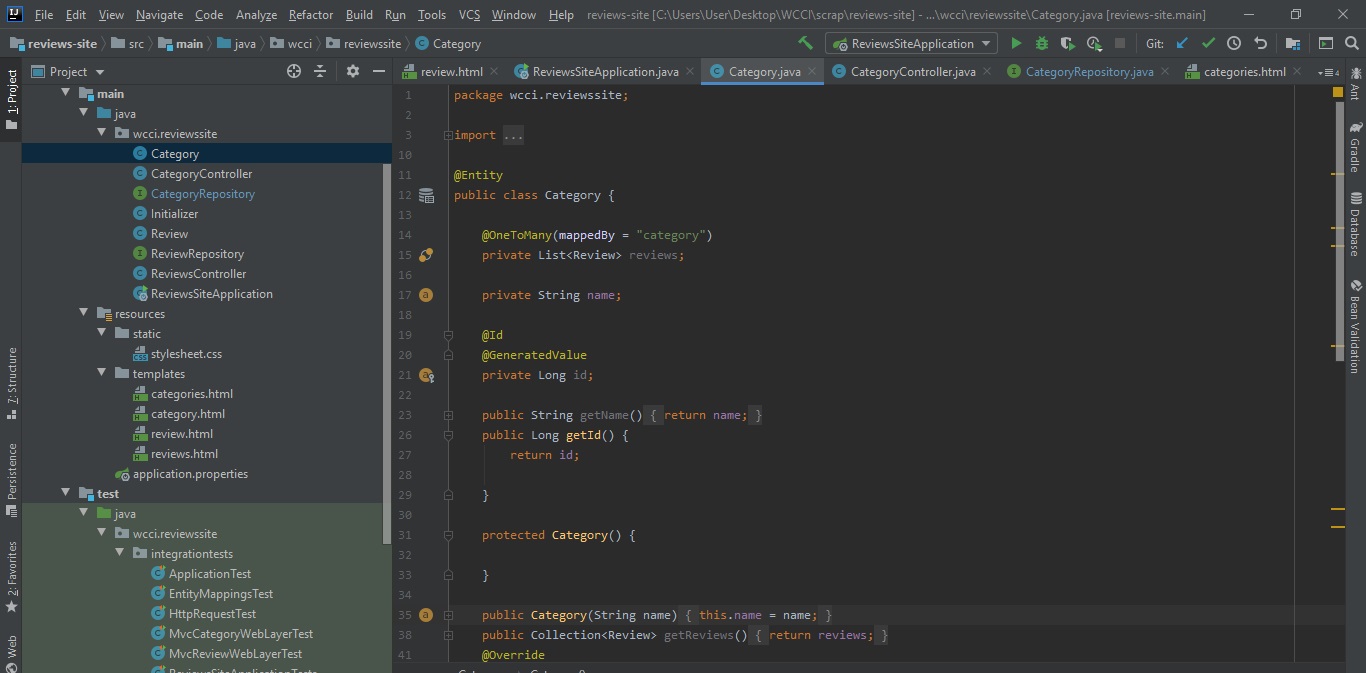 File Edit View Navigate Code Analyze Refactor Build Run Tools VCS Window Help reviews-site [C:\Users\User\Desktop\WCCI\scrap\reviews-site] - ...\wcci\reviewssite\Category.java [reviews-site.main]
reviews-site src main java wcci reviewssite Category ReviewsSiteApplication Git:
1: Project
7: Structure
Persistence
2: Favorites
Web
Project
main
java
wcci.reviewssite
Category
CategoryController
CategoryRepository
Initializer
Review
ReviewRepository
ReviewsController
ReviewsSiteApplication
resources
static
stylesheet.css
templates
categories.html
category.html
review.html
reviews.html
application.properties
test
java
wcci.reviewssite
integrationtests
ApplicationTest
EntityMappingsTest
HttpRequestTest
MvcCategoryWebLayerTest
MvcReviewWebLayerTest
ReviewsSiteApplicationTests
review.html ReviewsSiteApplication.java Category.java CategoryController.java CategoryRepository.java categories.html 4
1 package wcci.reviewssite;
2
3 import ...
10
11 @Entity
12 public class Category {
13
14 @OneToMany(mappedBy = "category")
15 private List<Review> reviews;
16
17 private String name;
18
19 @Id
20 @GeneratedValue
21 private Long id;
22
23 public String getName() { return name; }
26 public Long getId() {
27 return id;
28
29 }
30
31 protected Category() {
32
33 }
34
35 public Category(String name) { this.name = name; }
38 public Collection<Review> getReviews() { return reviews; }
41 @Override
Ant
Gradle
Database
Bean Validation